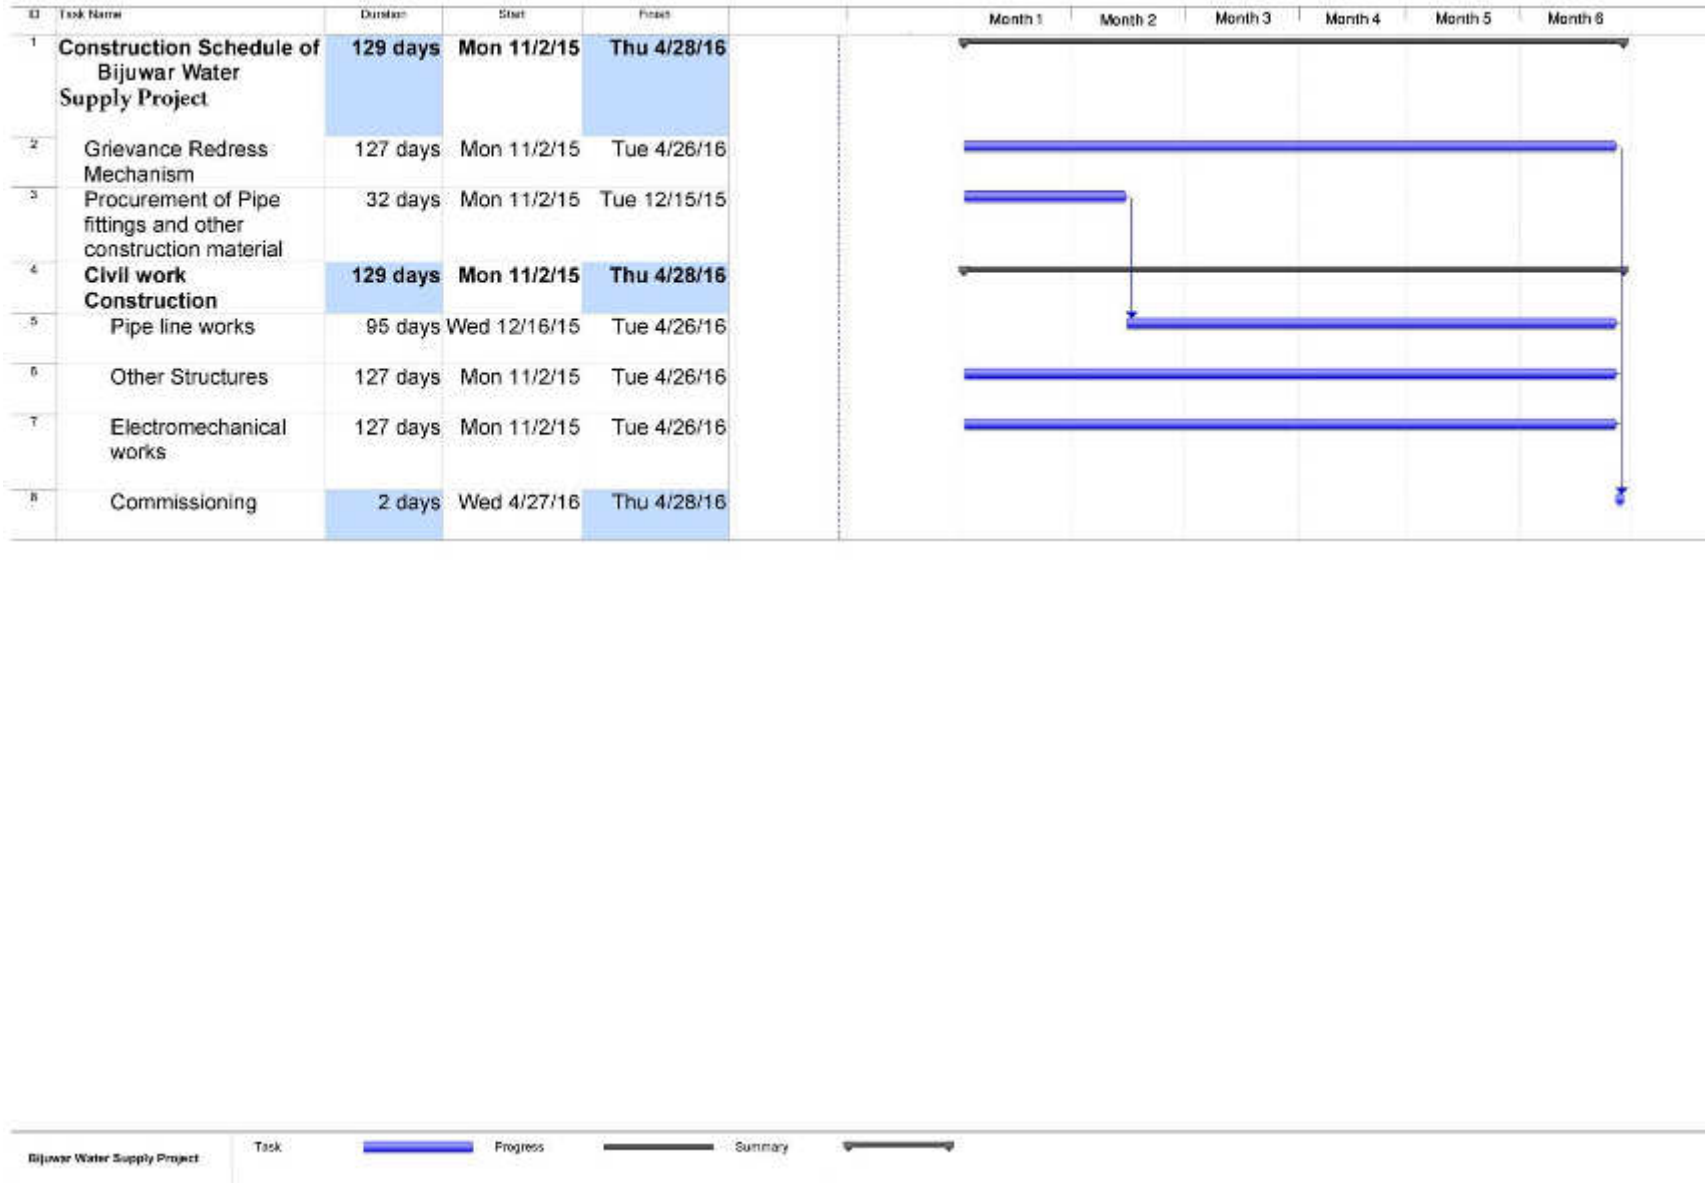 ID Task Name Duration Start Finish Month 1 Month 2 Month 3 Month 4 Month 5 Month 6
1 Construction Schedule of 129 days Mon 11/2/15 Thu 4/28/16
Bijuwar Water
Supply Project
2 Grievance Redress 127 days Mon 11/2/15 Tue 4/26/16
Mechanism
3 Procurement of Pipe 32 days Mon 11/2/15 Tue 12/15/15
fittings and other
construction material
4 Civil work 129 days Mon 11/2/15 Thu 4/28/16
Construction
5 Pipe line works 95 days Wed 12/16/15 Tue 4/26/16
6 Other Structures 127 days Mon 11/2/15 Tue 4/26/16
7 Electromechanical 127 days Mon 11/2/15 Tue 4/26/16
works
8 Commissioning 2 days Wed 4/27/16 Thu 4/28/16
Bijuwar Water Supply Project Task Progress Summary